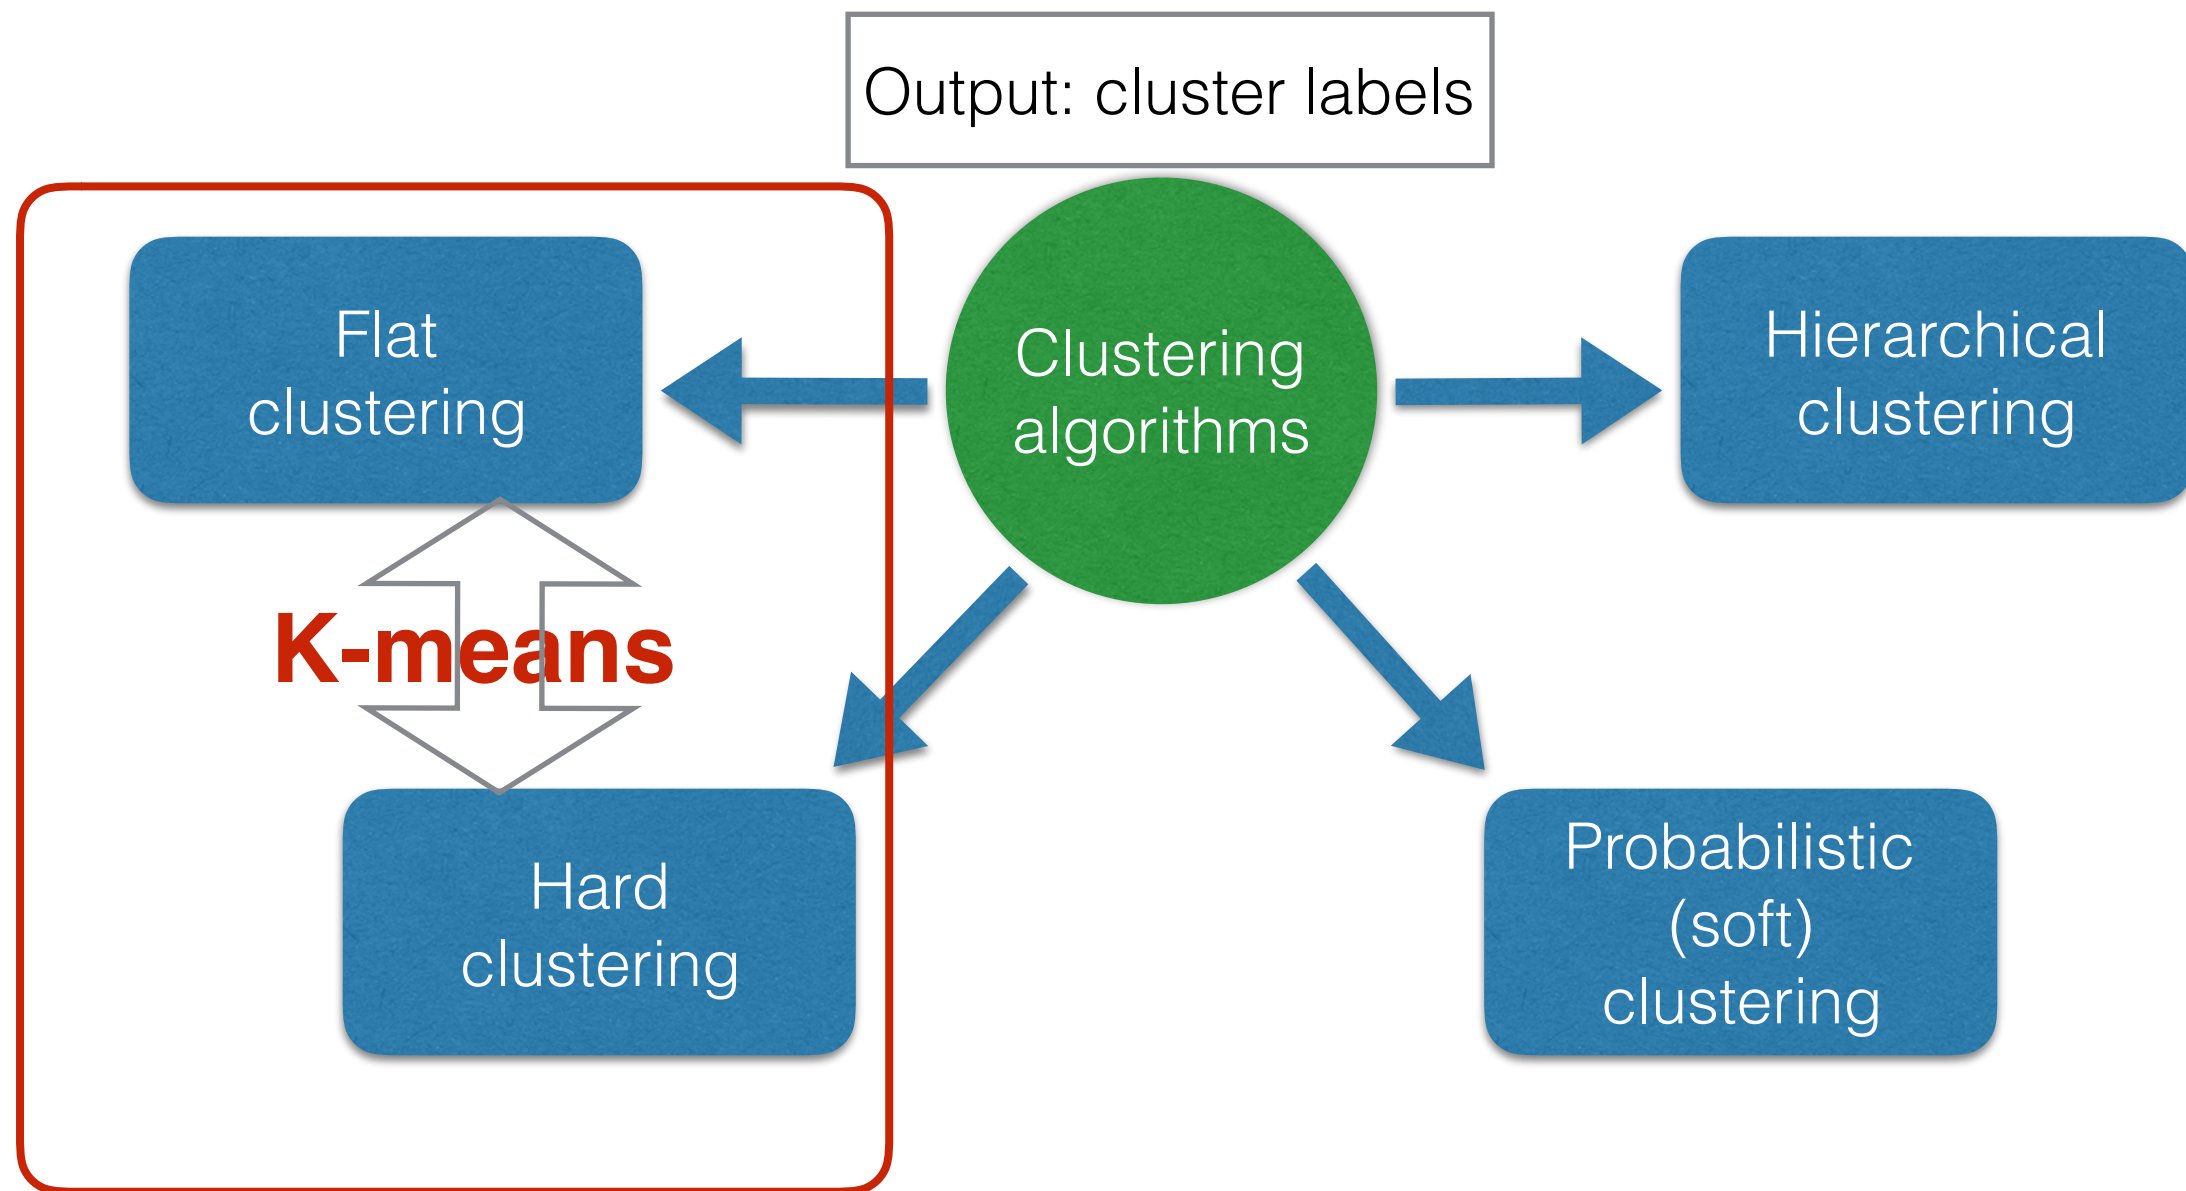 Output: cluster labels
Flat
clustering
Clustering
algorithms
Hierarchical
clustering
K-means
Hard
clustering
Probabilistic
(soft)
clustering